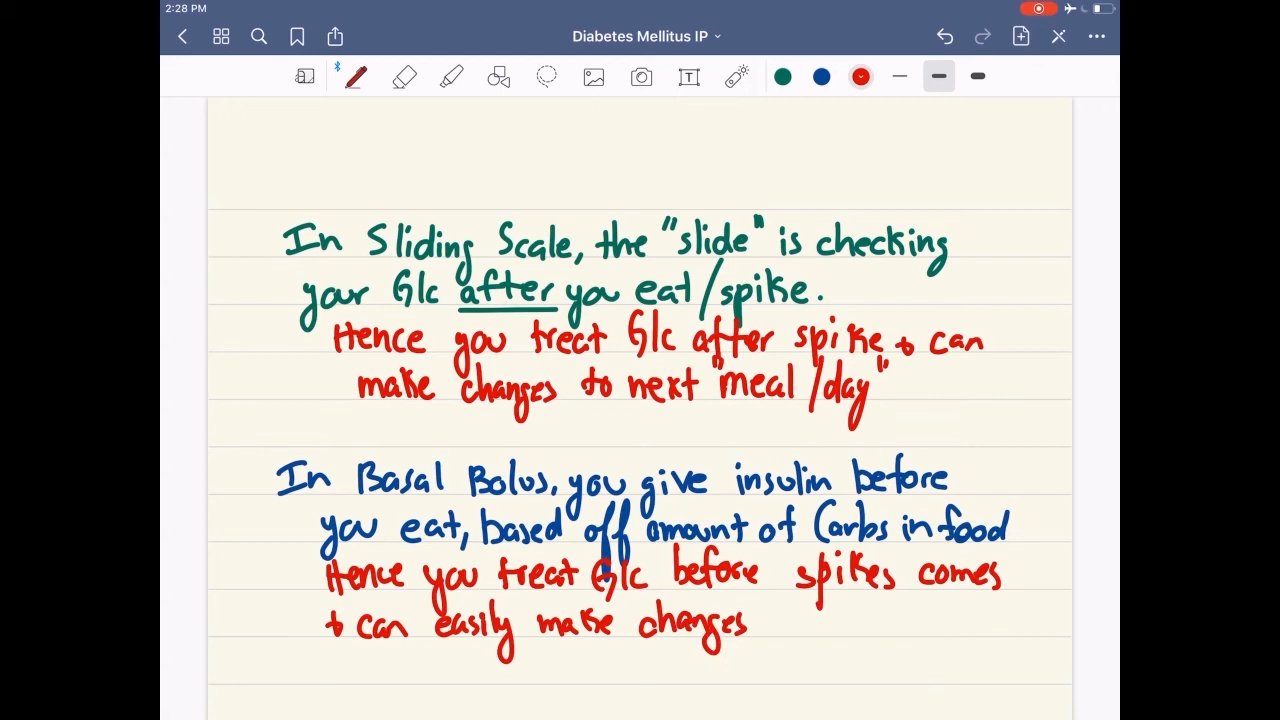 2:28 PM
Diabetes Mellitus IP
T
In Sliding Scale, the "slide" is checking
your Glc after you eat/spike.
Hence you treat Glc after spike + can
make changes to next "meal/day"
In Basal Bolus, you give insulin before
you eat, based off amount of Carbs in food
Hence you treat Glc before spikes comes
+ can easily make changes